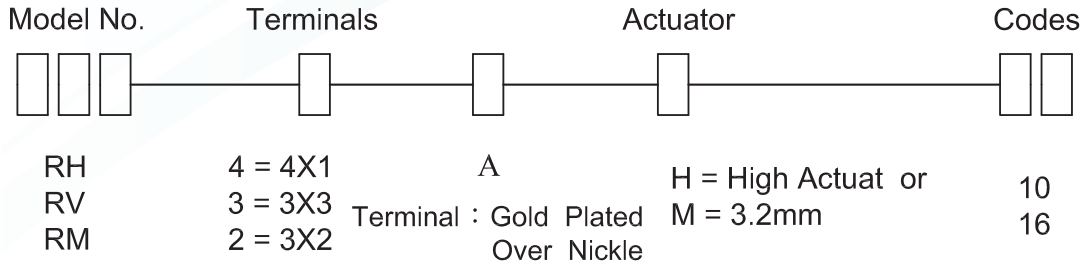 Model No. Terminals Actuator Codes
RH 4 = 4X1 A H = High Actuat or 10
RV 3 = 3X3 Terminal : Gold Plated M = 3.2mm 16
RM 2 = 3X2 Over Nickle